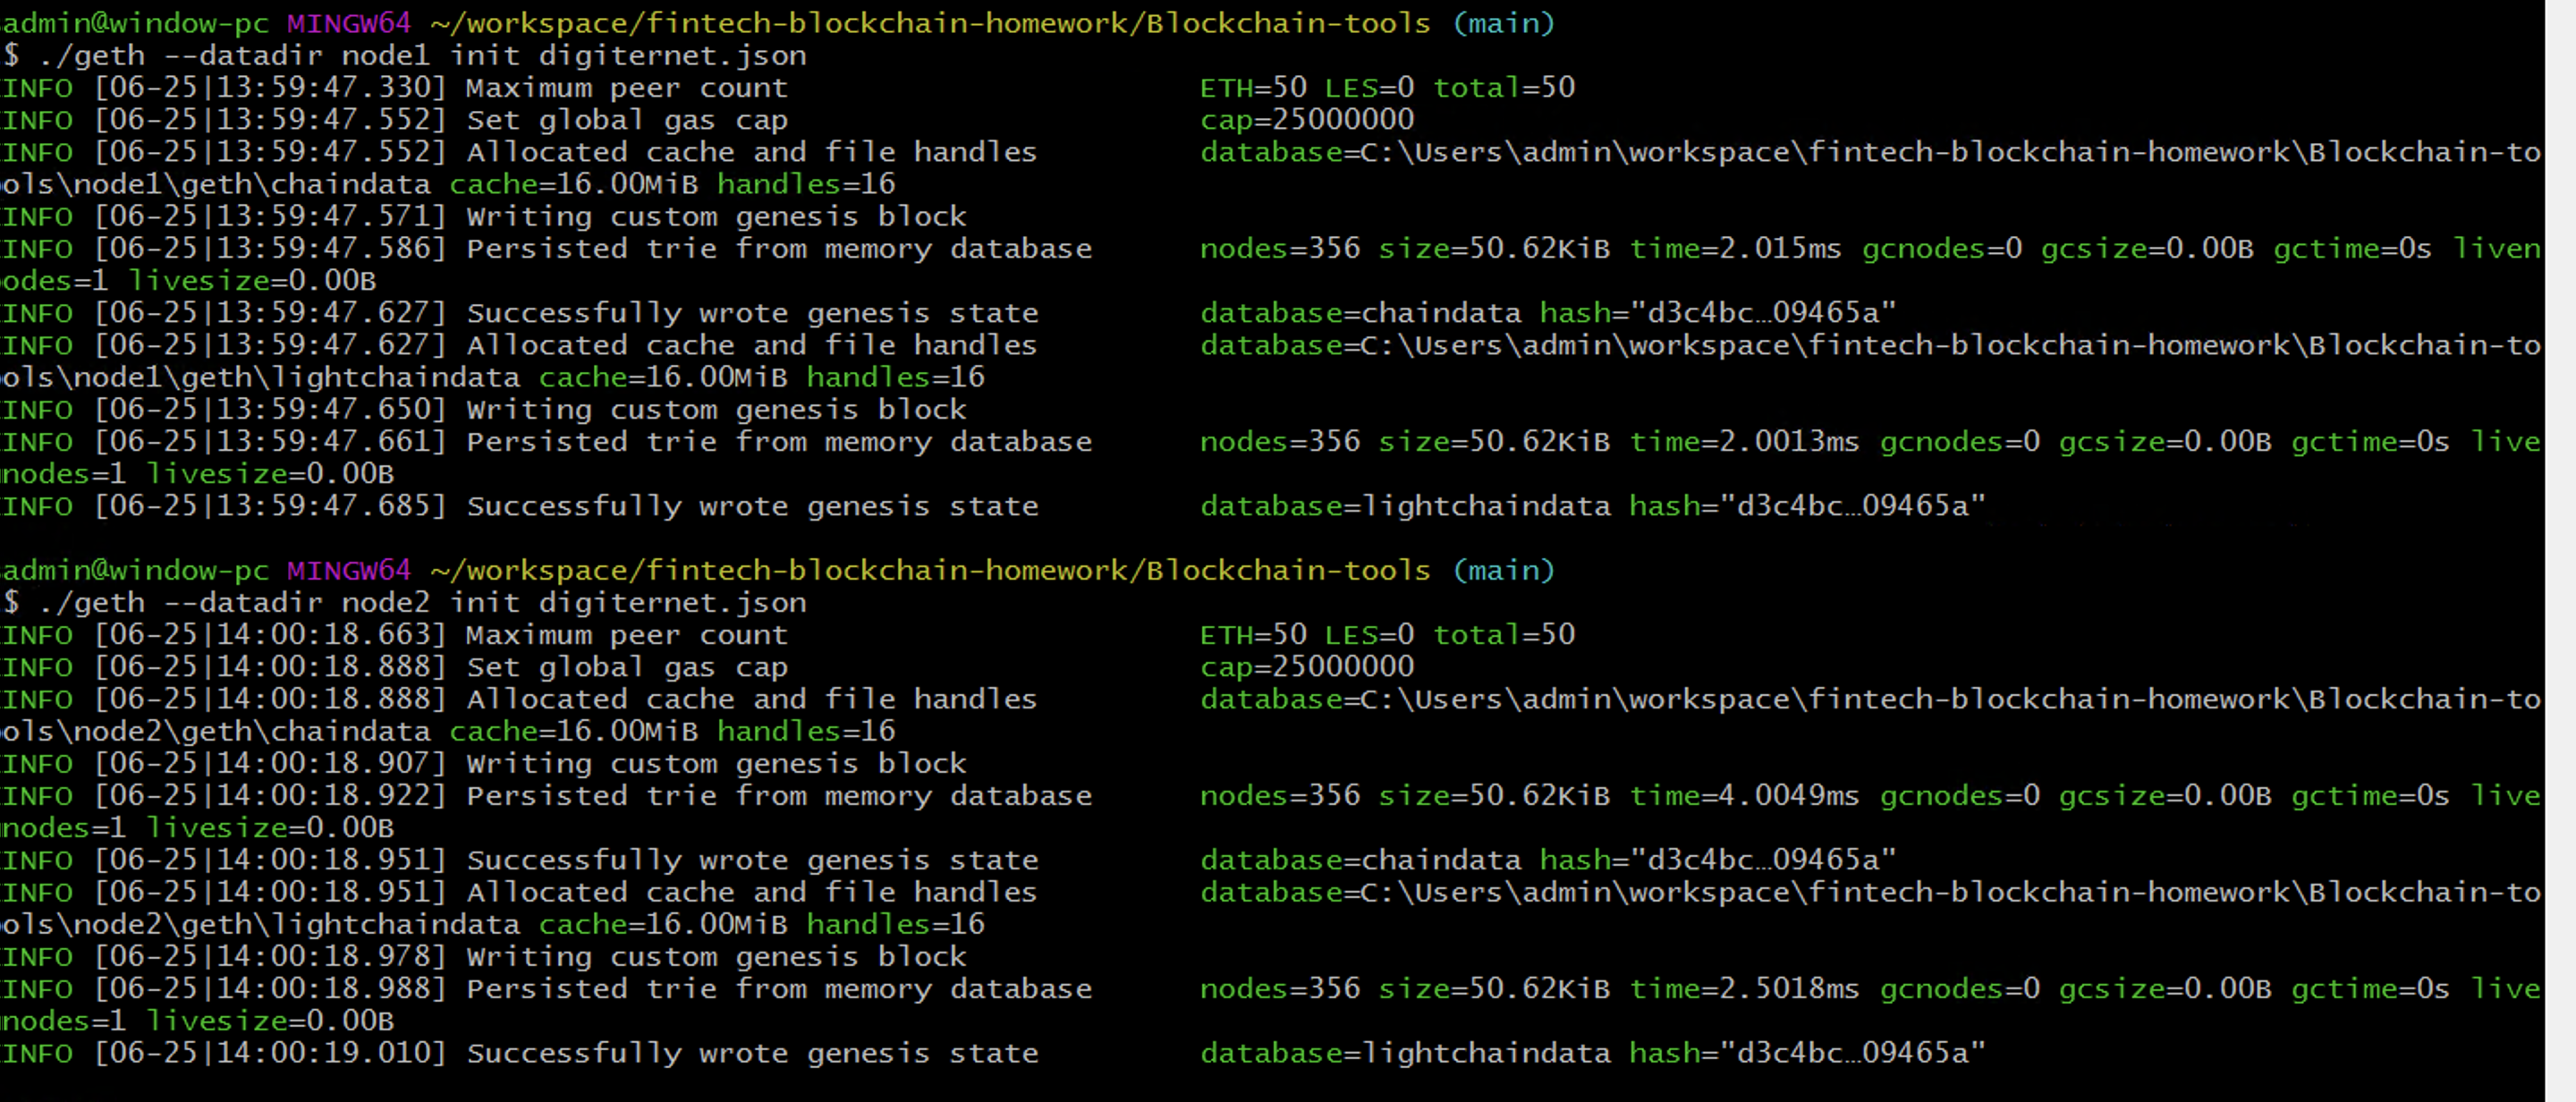 admin@window-pc MINGW64 ~/workspace/fintech-blockchain-homework/Blockchain-tools (main)
$ ./geth --datadir node1 init digiternet.json
INFO [06-25|13:59:47.330] Maximum peer count                       ETH=50 LES=0 total=50
INFO [06-25|13:59:47.552] Set global gas cap                       cap=25000000
INFO [06-25|13:59:47.552] Allocated cache and file handles         database=C:\Users\admin\workspace\fintech-blockchain-homework\Blockchain-to
ols\node1\geth\chaindata cache=16.00MiB handles=16
INFO [06-25|13:59:47.571] Writing custom genesis block
INFO [06-25|13:59:47.586] Persisted trie from memory database      nodes=356 size=50.62KiB time=2.015ms gcnodes=0 gcsize=0.00B gctime=0s liven
odes=1 livesize=0.00B
INFO [06-25|13:59:47.627] Successfully wrote genesis state         database=chaindata hash="d3c4bc…09465a"
INFO [06-25|13:59:47.627] Allocated cache and file handles         database=C:\Users\admin\workspace\fintech-blockchain-homework\Blockchain-to
ols\node1\geth\lightchaindata cache=16.00MiB handles=16
INFO [06-25|13:59:47.650] Writing custom genesis block
INFO [06-25|13:59:47.661] Persisted trie from memory database      nodes=356 size=50.62KiB time=2.0013ms gcnodes=0 gcsize=0.00B gctime=0s live
nodes=1 livesize=0.00B
INFO [06-25|13:59:47.685] Successfully wrote genesis state         database=lightchaindata hash="d3c4bc…09465a"
admin@window-pc MINGW64 ~/workspace/fintech-blockchain-homework/Blockchain-tools (main)
$ ./geth --datadir node2 init digiternet.json
INFO [06-25|14:00:18.663] Maximum peer count                       ETH=50 LES=0 total=50
INFO [06-25|14:00:18.888] Set global gas cap                       cap=25000000
INFO [06-25|14:00:18.888] Allocated cache and file handles         database=C:\Users\admin\workspace\fintech-blockchain-homework\Blockchain-to
ols\node2\geth\chaindata cache=16.00MiB handles=16
INFO [06-25|14:00:18.907] Writing custom genesis block
INFO [06-25|14:00:18.922] Persisted trie from memory database      nodes=356 size=50.62KiB time=4.0049ms gcnodes=0 gcsize=0.00B gctime=0s live
nodes=1 livesize=0.00B
INFO [06-25|14:00:18.951] Successfully wrote genesis state         database=chaindata hash="d3c4bc…09465a"
INFO [06-25|14:00:18.951] Allocated cache and file handles         database=C:\Users\admin\workspace\fintech-blockchain-homework\Blockchain-to
ols\node2\geth\lightchaindata cache=16.00MiB handles=16
INFO [06-25|14:00:18.978] Writing custom genesis block
INFO [06-25|14:00:18.988] Persisted trie from memory database      nodes=356 size=50.62KiB time=2.5018ms gcnodes=0 gcsize=0.00B gctime=0s live
nodes=1 livesize=0.00B
INFO [06-25|14:00:19.010] Successfully wrote genesis state         database=lightchaindata hash="d3c4bc…09465a"